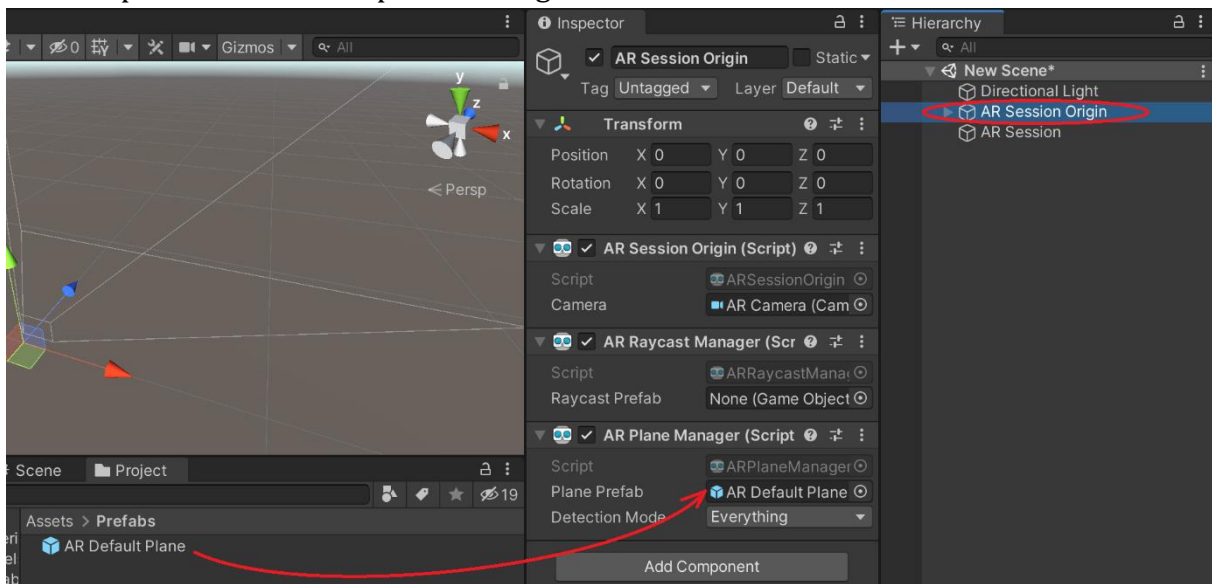 Inspector
Hierarchy
0
Gizmos
All
AR Session Origin
Static
All
Tag Untagged Layer Default
New Scene*
Directional Light
AR Session Origin
AR Session
y
z
x
Persp
Transform
Position X 0 Y 0 Z 0
Rotation X 0 Y 0 Z 0
Scale X 1 Y 1 Z 1
AR Session Origin (Script)
Script ARSessionOrigin
Camera AR Camera (Cam
AR Raycast Manager (Scr
Script ARRaycastManag
Raycast Prefab None (Game Object
AR Plane Manager (Script
Script ARPlaneManager
Plane Prefab AR Default Plane
Detection Mode Everything
Add Component
Scene Project
19
Assets > Prefabs
AR Default Plane